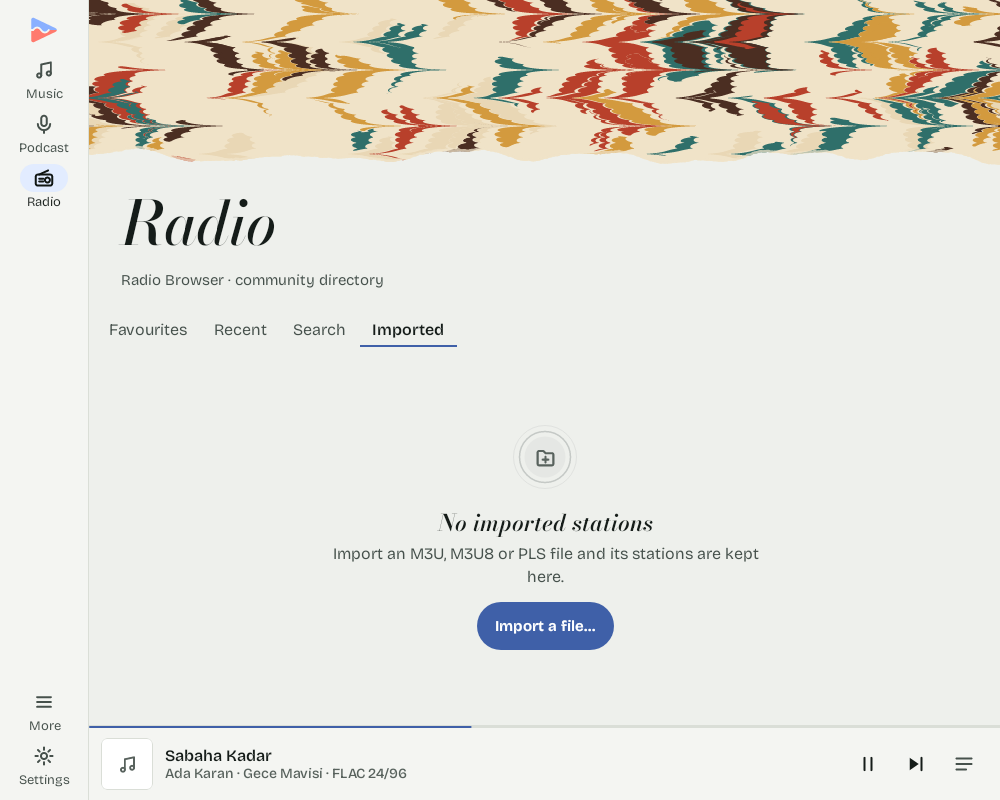 Music
Podcast
Radio
Radio
Radio Browser · community directory
Favourites
Recent
Search
Imported
No imported stations
Import an M3U, M3U8 or PLS file and its stations are kept
here.
Import a file...
More
Settings
Sabaha Kadar
Ada Karan · Gece Mavisi · FLAC 24/96